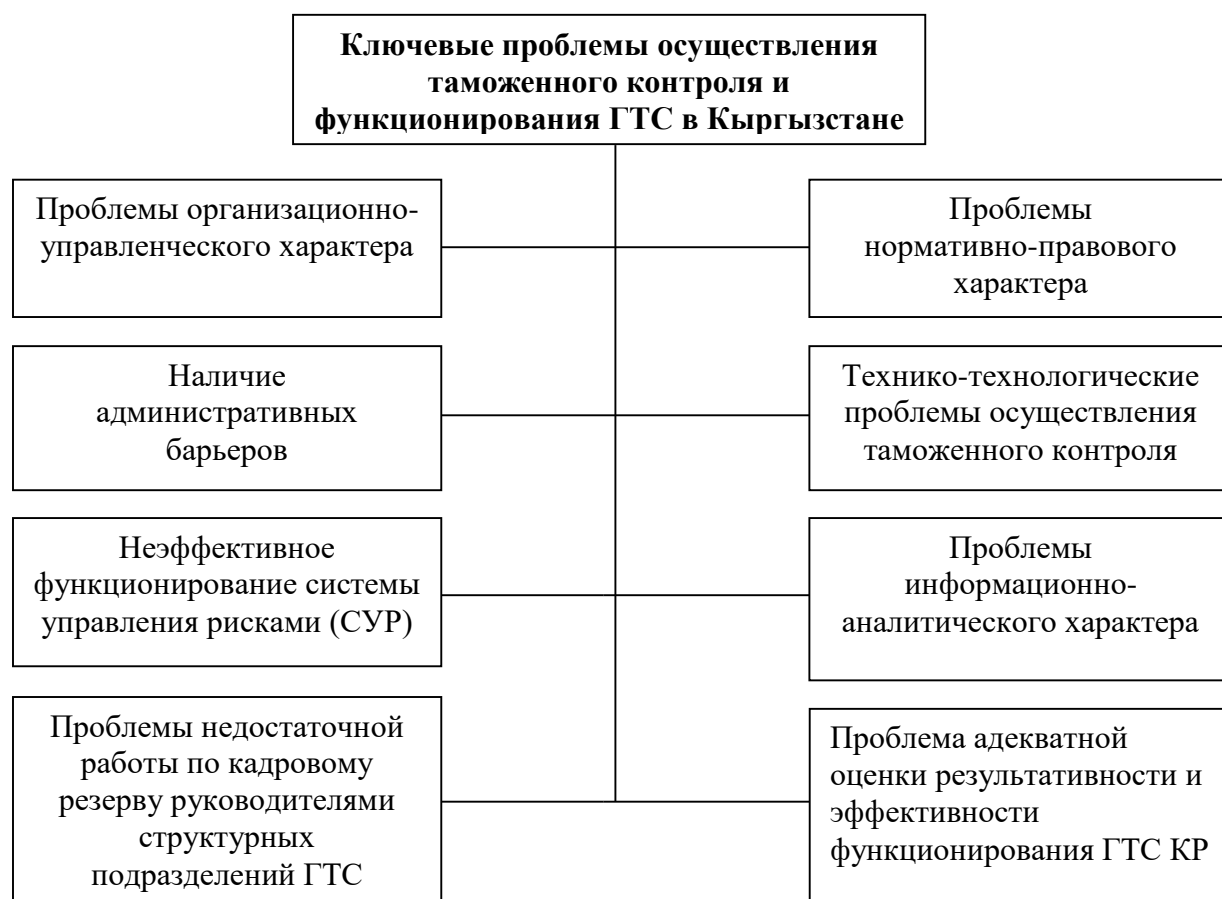 Ключевые проблемы осуществления
таможенного контроля и
функционирования ГТС в Кыргызстане
Проблемы организационно-
управленческого характера
Проблемы
нормативно-правового
характера
Наличие
административных
барьеров
Технико-технологические
проблемы осуществления
таможенного контроля
Неэффективное
функционирование системы
управления рисками (СУР)
Проблемы
информационно-
аналитического характера
Проблемы недостаточной
работы по кадровому
резерву руководителями
структурных
подразделений ГТС
Проблема адекватной
оценки результативности и
эффективности
функционирования ГТС КР